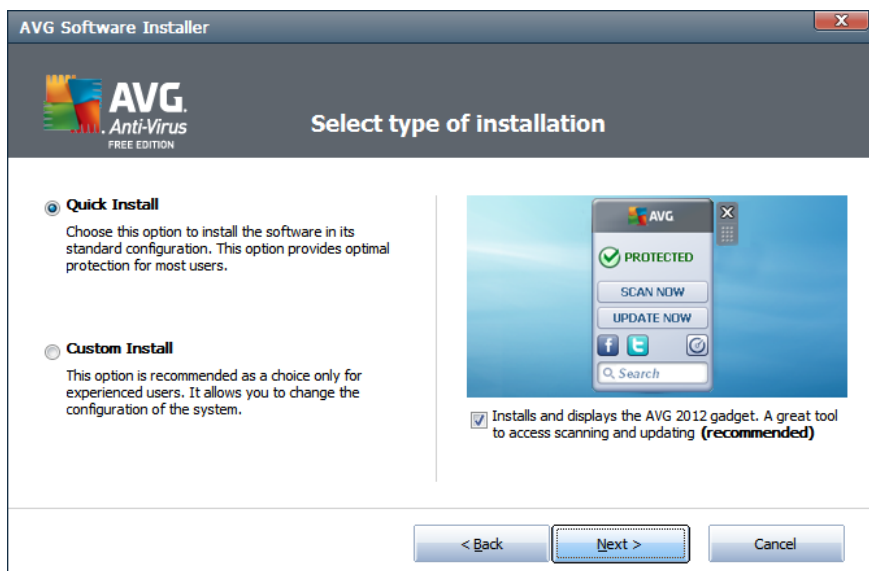 AVG Software Installer
AVG.
Anti-Virus
FREE EDITION
Select type of installation
Quick Install
Choose this option to install the software in its
standard configuration. This option provides optimal
protection for most users.
Custom Install
This option is recommended as a choice only for
experienced users. It allows you to change the
configuration of the system.
AVG
PROTECTED
SCAN NOW
UPDATE NOW
f t
Search
Installs and displays the AVG 2012 gadget. A great tool
to access scanning and updating (recommended)
< Back Next > Cancel